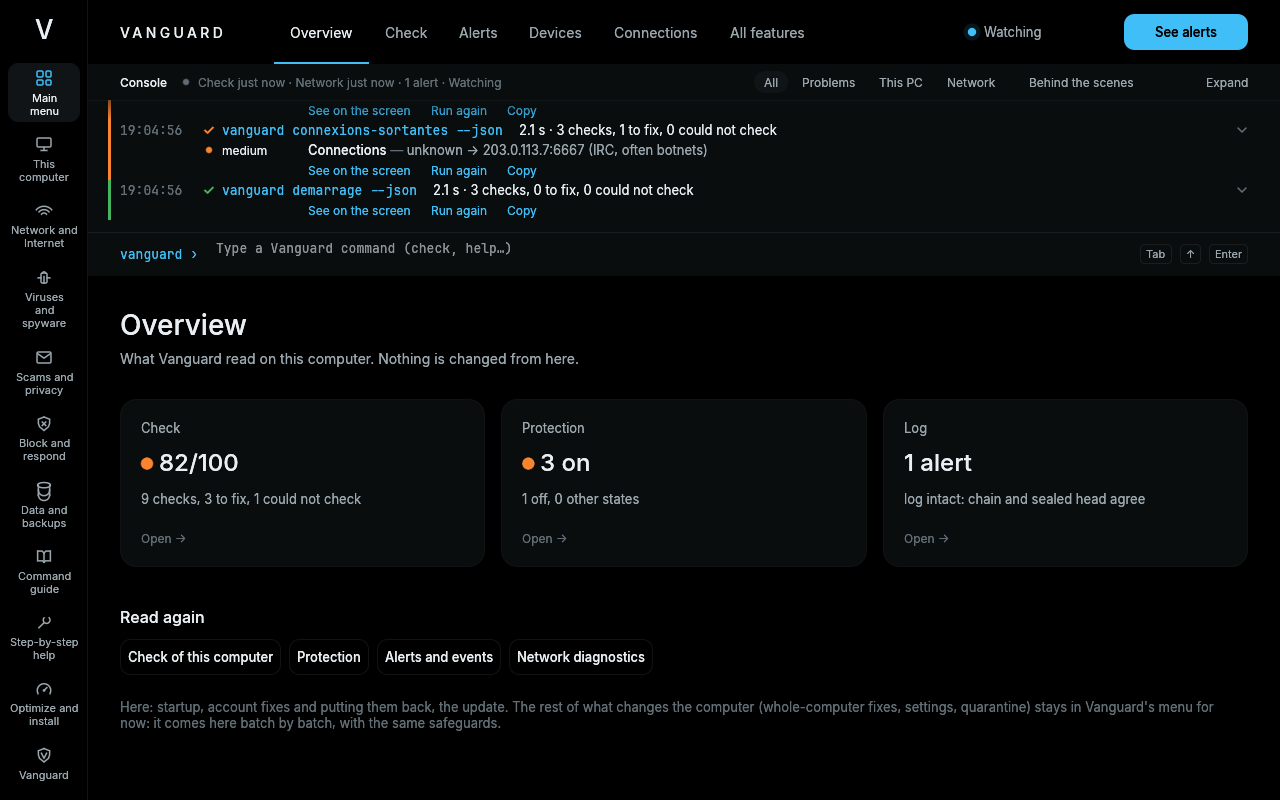 V
VANGUARD
Overview
Check
Alerts
Devices
Connections
All features
Watching
See alerts
Main
menu
This
computer
Network and
Internet
Viruses
and
spyware
Scams and
privacy
Block and
respond
Data and
backups
Command
guide
Step-by-step
help
Optimize and
install
Vanguard
Console
Check just now · Network just now · 1 alert · Watching
All
Problems
This PC
Network
Behind the scenes
Expand
See on the screen Run again Copy
19:04:56 vanguard connexions-sortantes --json 2.1 s · 3 checks, 1 to fix, 0 could not check
medium Connections — unknown → 203.0.113.7:6667 (IRC, often botnets)
See on the screen Run again Copy
19:04:56 vanguard demarrage --json 2.1 s · 3 checks, 0 to fix, 0 could not check
See on the screen Run again Copy
vanguard › Type a Vanguard command (check, help…)
Tab ↑ Enter
Overview
What Vanguard read on this computer. Nothing is changed from here.
Check
82/100
9 checks, 3 to fix, 1 could not check
Open →
Protection
3 on
1 off, 0 other states
Open →
Log
1 alert
log intact: chain and sealed head agree
Open →
Read again
Check of this computer
Protection
Alerts and events
Network diagnostics
Here: startup, account fixes and putting them back, the update. The rest of what changes the computer (whole-computer fixes, settings, quarantine) stays in Vanguard's menu for
now: it comes here batch by batch, with the same safeguards.